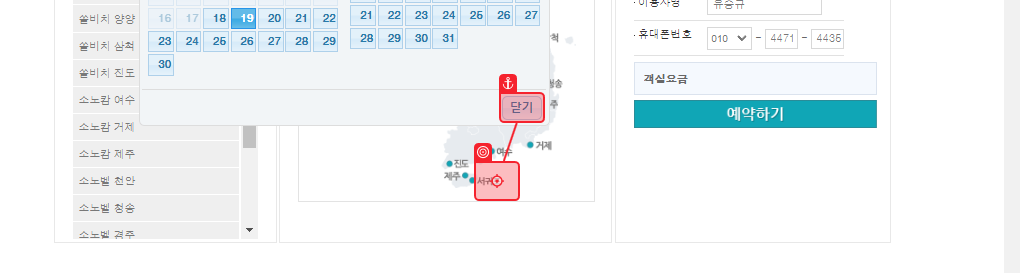 쏠비치 양양
쏠비치 삼척
쏠비치 진도
소노캄 여수
소노캄 거제
소노캄 제주
소노벨 천안
소노벨 청송
소노벨 경주
16 17 18 19 20 21 22
23 24 25 26 27 28 29
30
21 22 23 24 25 26 27
28 29 30 31
닫기
척
청송
주
여수
거제
진도
제주
서귀
이용자명
유승규
휴대폰번호
010 - 4471 - 4436
객실요금
예약하기